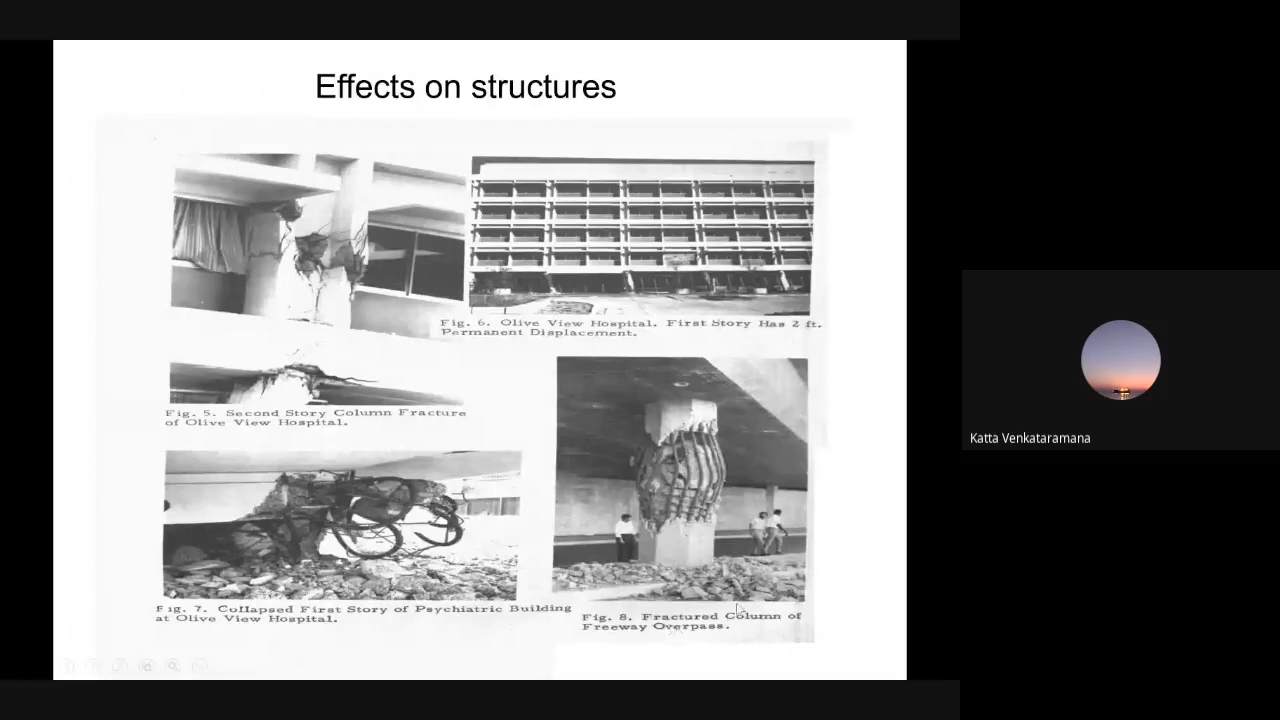 Effects on structures
Fig. 6. Olive View Hospital. First Story Has 2 ft.
Permanent Displacement.
Fig. 5. Second Story Column Fracture
of Olive View Hospital.
Fig. 7. Collapsed First Story of Psychiatric Building
at Olive View Hospital.
Fig. 8. Fractured Column of
Freeway Overpass.
Katta Venkataramana